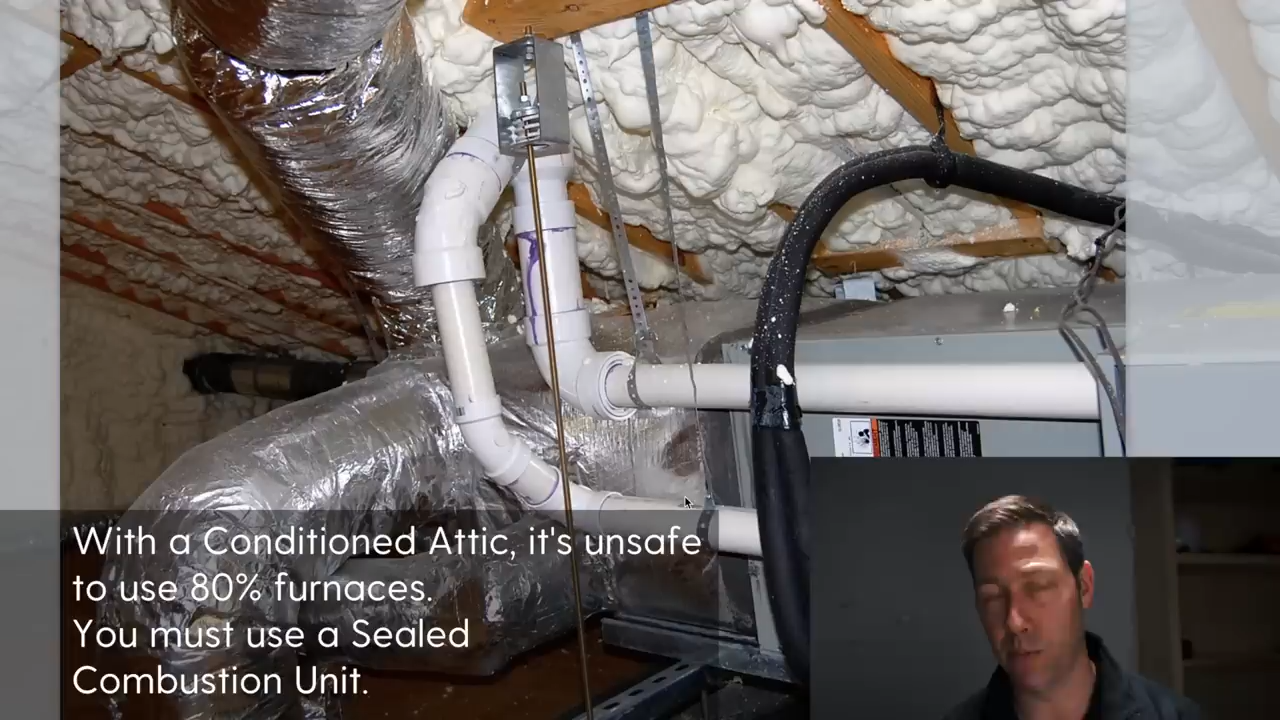 With a Conditioned Attic, it's unsafe
to use 80% furnaces.
You must use a Sealed
Combustion Unit.